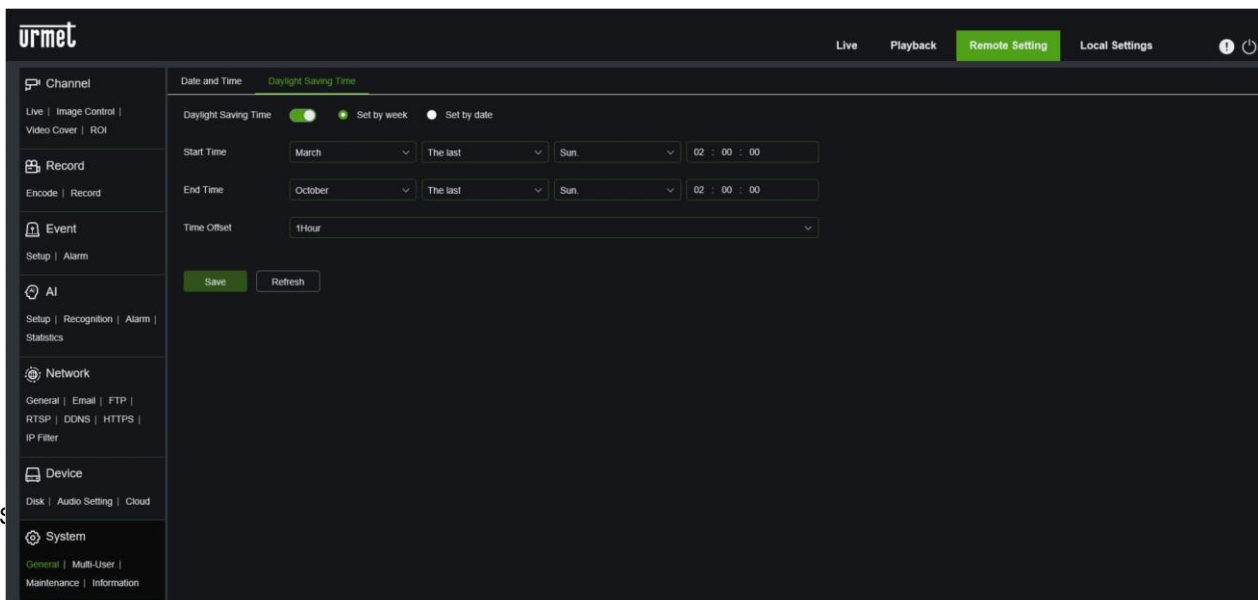 urmet
Live Playback Remote Setting Local Settings
Channel
Live | Image Control |
Video Cover | ROI
Record
Encode | Record
Event
Setup | Alarm
AI
Setup | Recognition | Alarm |
Statistics
Network
General | Email | FTP |
RTSP | DDNS | HTTPS |
IP Filter
Device
Disk | Audio Setting | Cloud
System
General | Multi-User |
Maintenance | Information
Date and Time Daylight Saving Time
Daylight Saving Time Set by week Set by date
Start Time March The last Sun. 02 : 00 : 00
End Time October The last Sun. 02 : 00 : 00
Time Offset 1Hour
Save Refresh